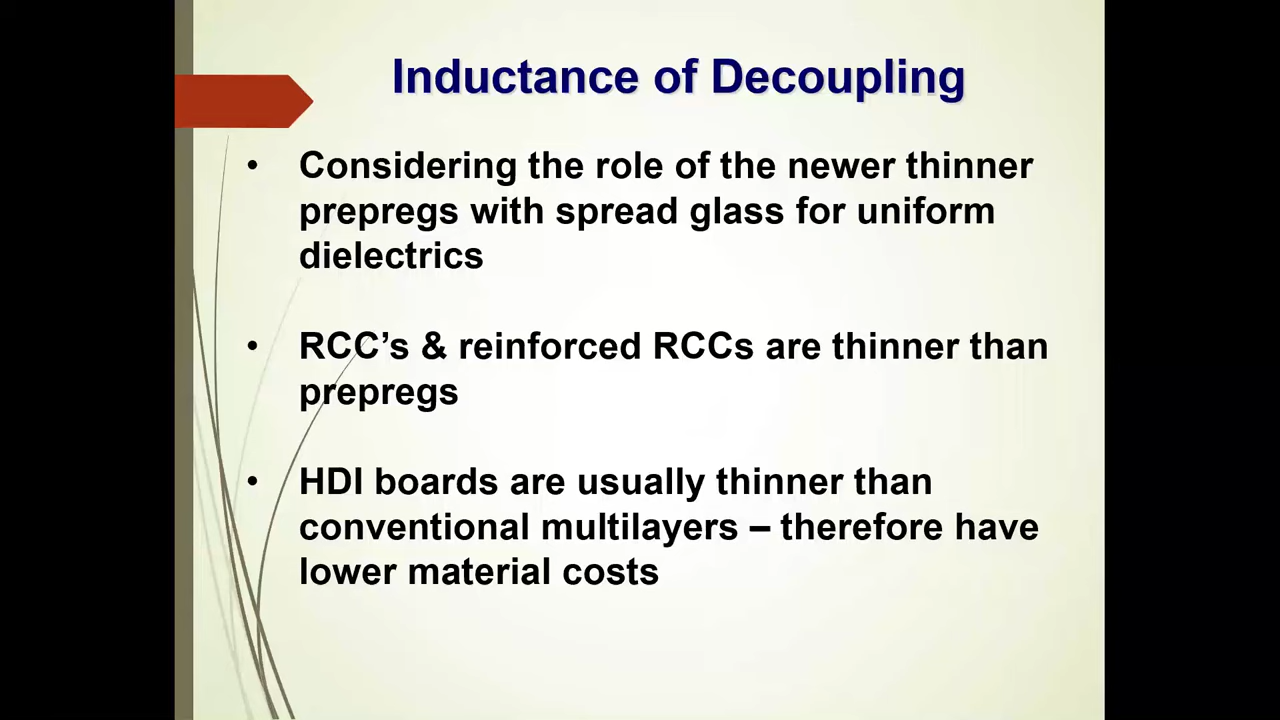 Inductance of Decoupling
• Considering the role of the newer thinner
prepregs with spread glass for uniform
dielectrics
• RCC’s & reinforced RCCs are thinner than
prepregs
• HDI boards are usually thinner than
conventional multilayers – therefore have
lower material costs